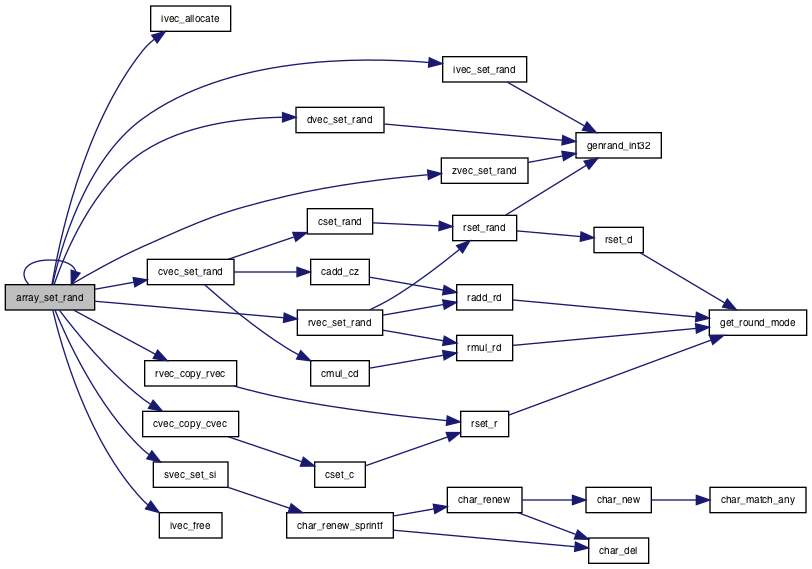 ivec_allocate
ivec_set_rand
dvec_set_rand
genrand_int32
zvec_set_rand
cset_rand
rset_rand
rset_d
cvec_set_rand
cadd_cz
array_set_rand
radd_rd
rvec_set_rand
get_round_mode
rmul_rd
rvec_copy_rvec
cmul_cd
cvec_copy_cvec
rset_r
svec_set_si
cset_c
char_renew
char_new
char_match_any
ivec_free
char_renew_sprintf
char_del